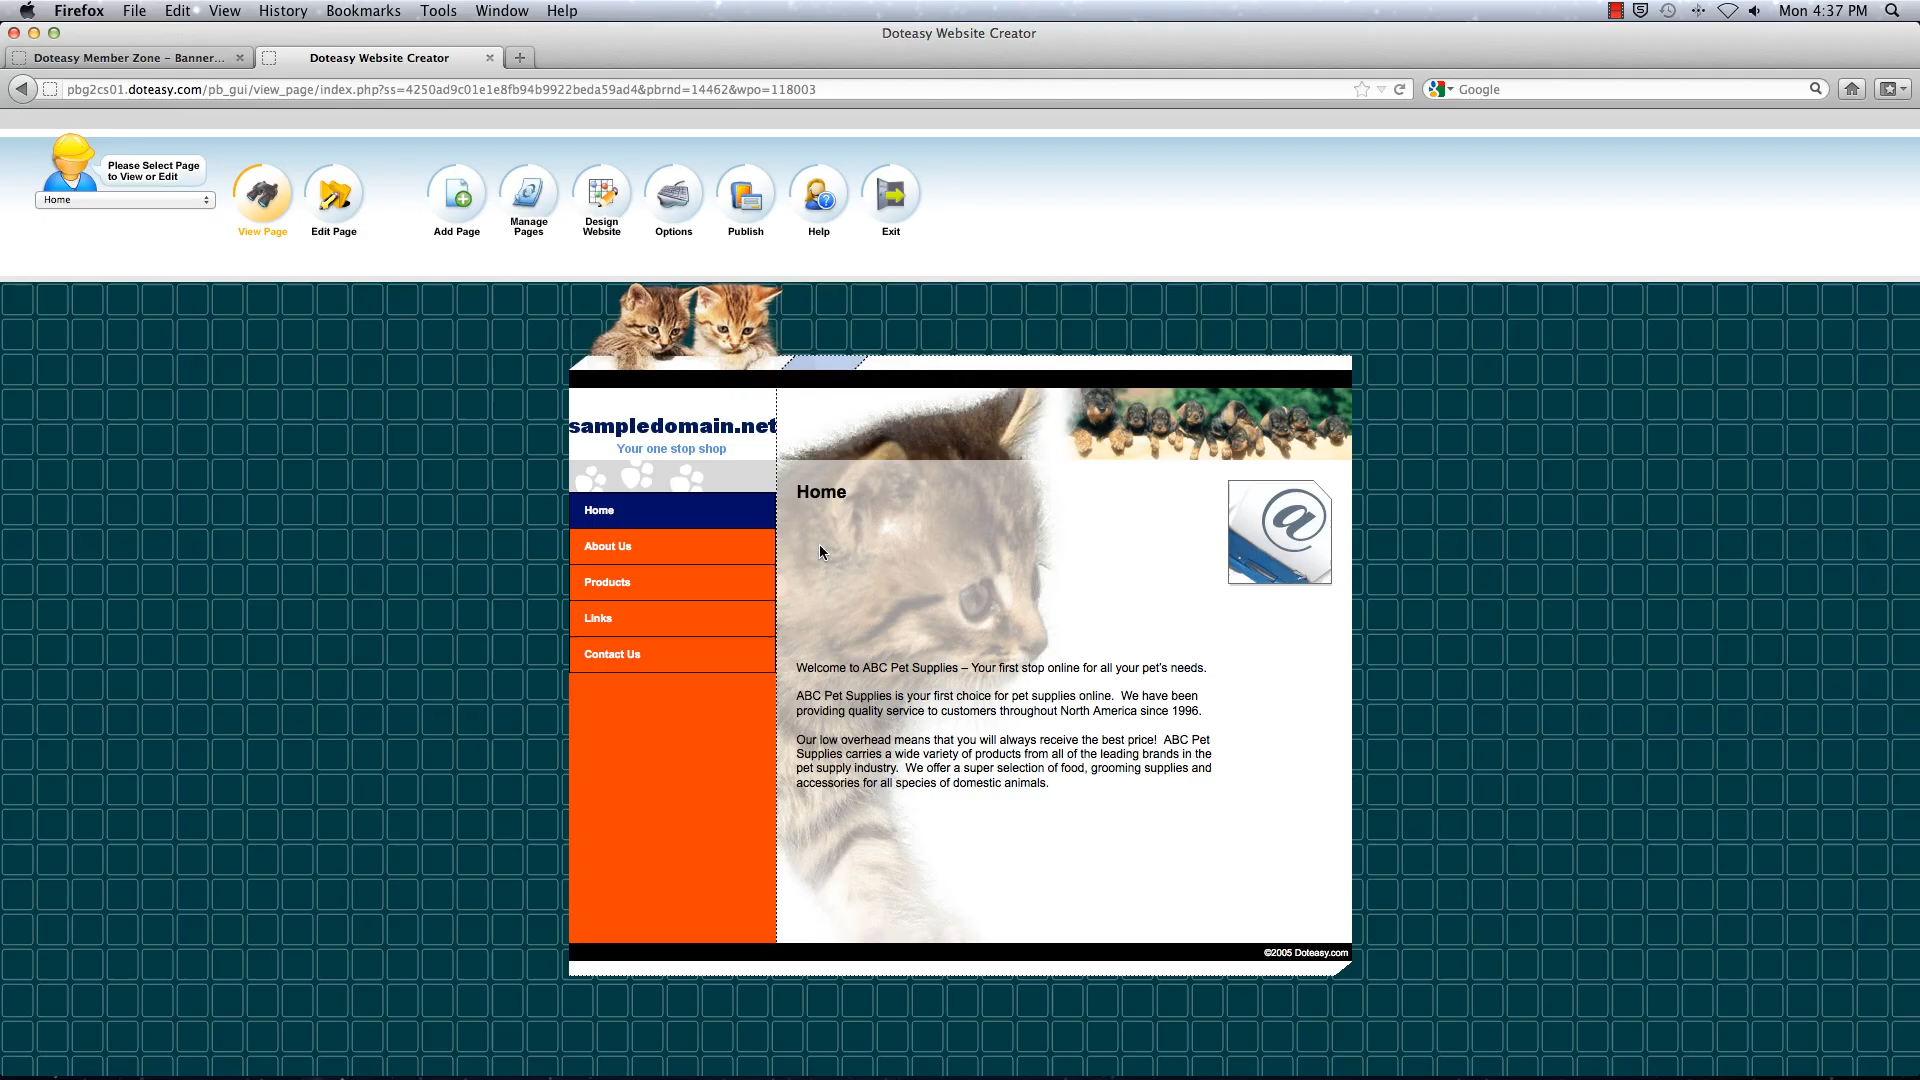 Firefox File Edit View History Bookmarks Tools Window Help
Mon 4:37 PM
Doteasy Website Creator
Doteasy Member Zone – Banner...
Doteasy Website Creator
pbg2cs01.doteasy.com/pb_gui/view_page/index.php?ss=4250ad9c01e1e8fb94b9922beda59ad4&pbrnd=14462&wpo=118003
Google
Please Select Page
to View or Edit
Home
View Page
Edit Page
Add Page
Manage
Pages
Design
Website
Options
Publish
Help
Exit
sampledomain.net
Your one stop shop
Home
About Us
Products
Links
Contact Us
Home
Welcome to ABC Pet Supplies – Your first stop online for all your pet's needs.
ABC Pet Supplies is your first choice for pet supplies online. We have been
providing quality service to customers throughout North America since 1996.
Our low overhead means that you will always receive the best price! ABC Pet
Supplies carries a wide variety of products from all of the leading brands in the
pet supply industry. We offer a super selection of food, grooming supplies and
accessories for all species of domestic animals.
©2005 Doteasy.com